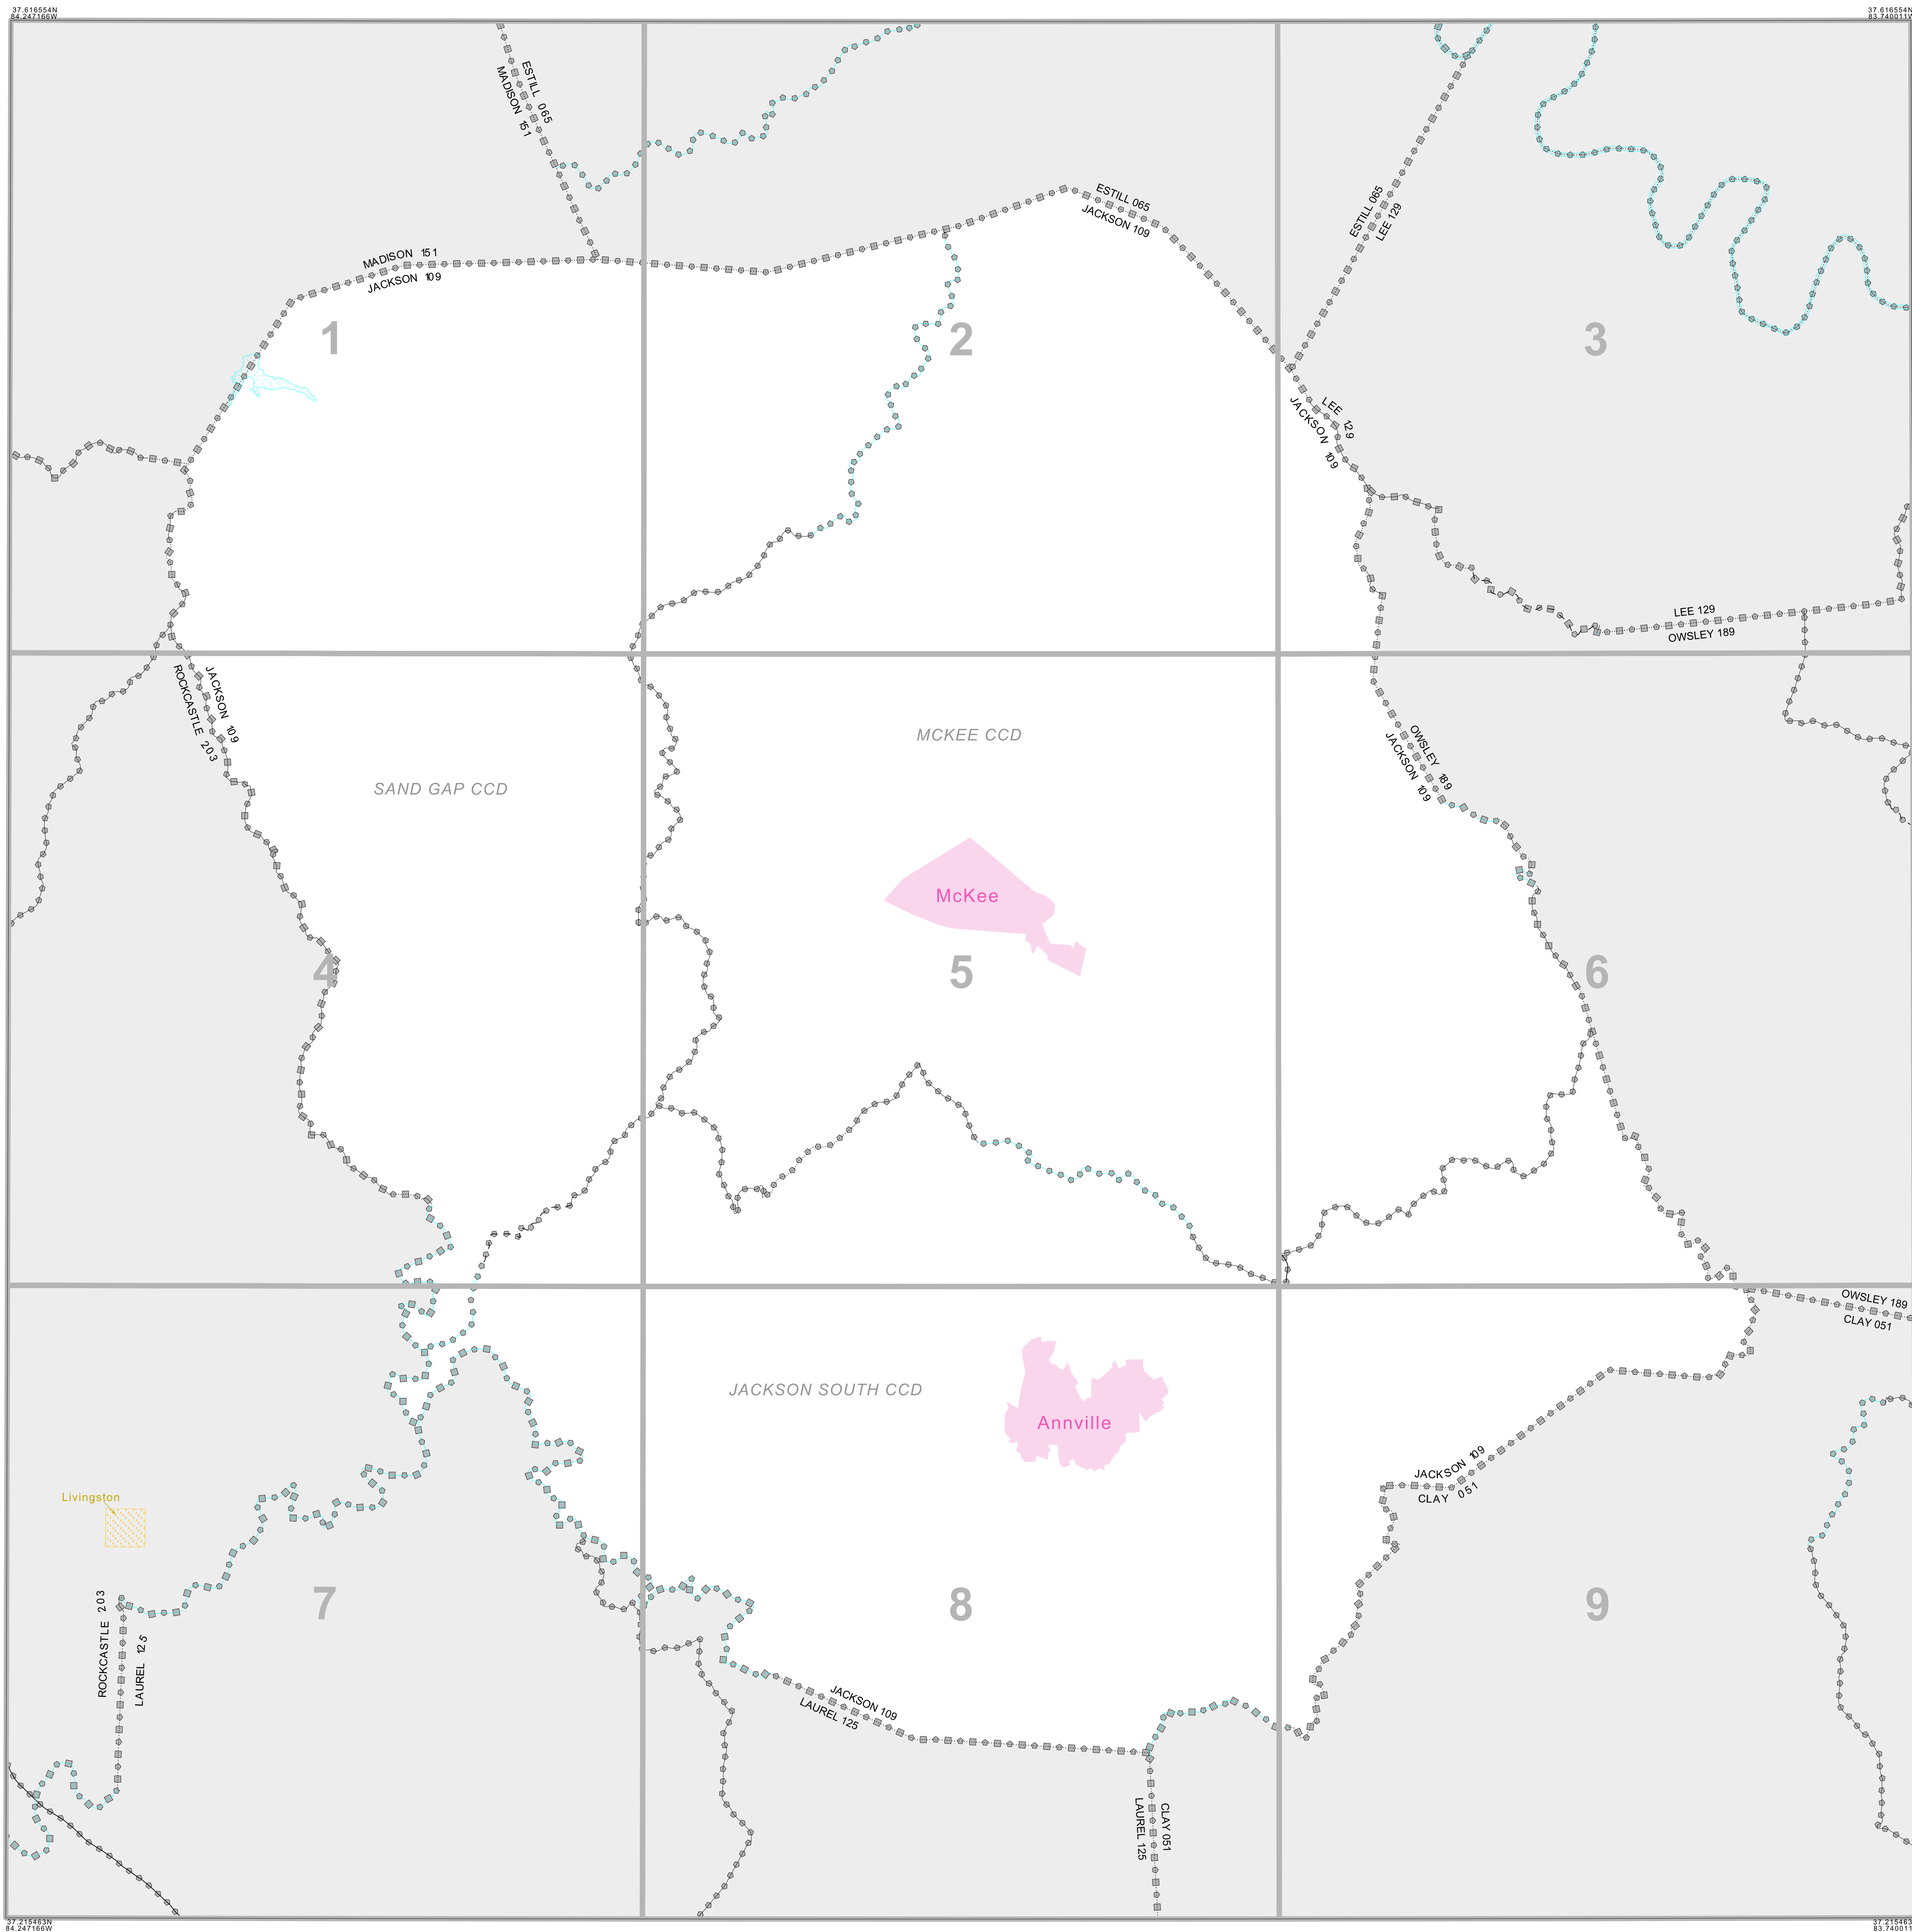 37.616554N
84.247166W
37.616554N
83.740011W
ESTILL 065
MADISON 151
ESTILL 065
JACKSON 109
ESTILL 065
LEE 129
MADISON 151
JACKSON 109
1
2
3
LEE 129
JACKSON 109
LEE 129
OWSLEY 189
JACKSON 109
ROCKCASTLE 203
MCKEE CCD
OWSLEY 189
JACKSON 109
SAND GAP CCD
McKee
4
5
6
OWSLEY 189
CLAY 051
JACKSON SOUTH CCD
Annville
JACKSON 109
CLAY 051
Livingston
7
8
9
ROCKCASTLE 203
LAUREL 125
JACKSON 109
LAUREL 125
CLAY 051
LAUREL 125
37.215463N
84.247166W
37.215463
83.740011